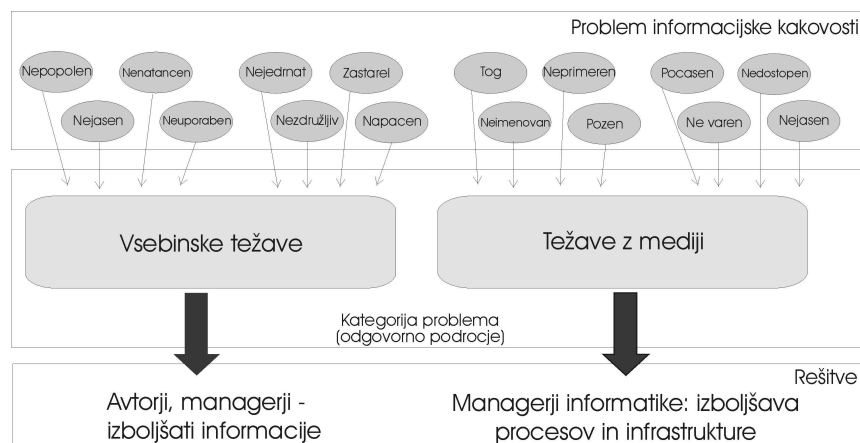 Problem informacijske kakovosti
Nepopolen
Nenatancen
Nejedrnat
Zastarel
Tog
Neprimeren
Pocasen
Nedostopen
Nejasen
Neuporaben
Nezdružljiv
Napacen
Neimenovan
Pozen
Ne varen
Nejasen
Vsebinske težave
Težave z mediji
Kategorija problema
(odgovorno podrocje)
Rešitve
Avtorji, managerji -
izboljšati informacije
Managerji informatike: izboljšava
procesov in infrastrukture